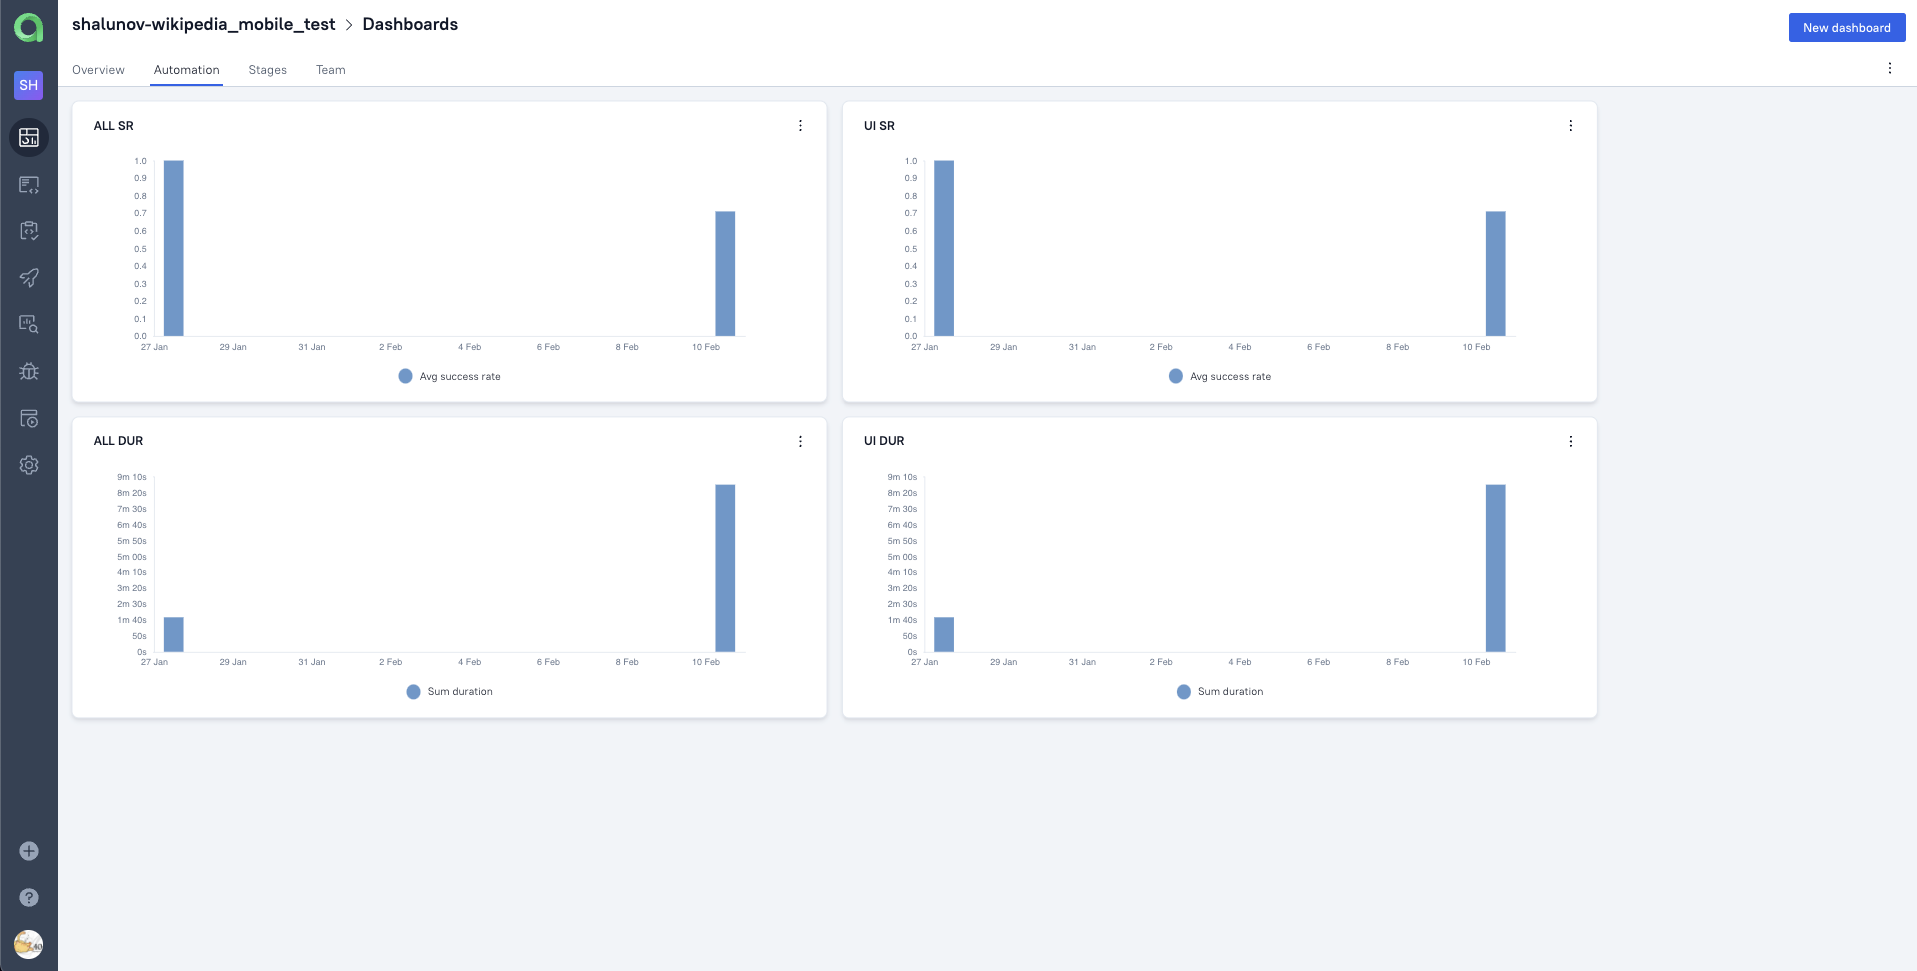 shalunov-wikipedia_mobile_test > Dashboards
New dashboard
Overview Automation Stages Team
SH
ALL SR
1.0
0.9
0.8
0.7
0.6
0.5
0.4
0.3
0.2
0.1
0.0
27 Jan 29 Jan 31 Jan 2 Feb 4 Feb 6 Feb 8 Feb 10 Feb
Avg success rate
UI SR
1.0
0.9
0.8
0.7
0.6
0.5
0.4
0.3
0.2
0.1
0.0
27 Jan 29 Jan 31 Jan 2 Feb 4 Feb 6 Feb 8 Feb 10 Feb
Avg success rate
ALL DUR
9m 10s
8m 20s
7m 30s
6m 40s
5m 50s
5m 00s
4m 10s
3m 20s
2m 30s
1m 40s
50s
0s
27 Jan 29 Jan 31 Jan 2 Feb 4 Feb 6 Feb 8 Feb 10 Feb
Sum duration
UI DUR
9m 10s
8m 20s
7m 30s
6m 40s
5m 50s
5m 00s
4m 10s
3m 20s
2m 30s
1m 40s
50s
0s
27 Jan 29 Jan 31 Jan 2 Feb 4 Feb 6 Feb 8 Feb 10 Feb
Sum duration